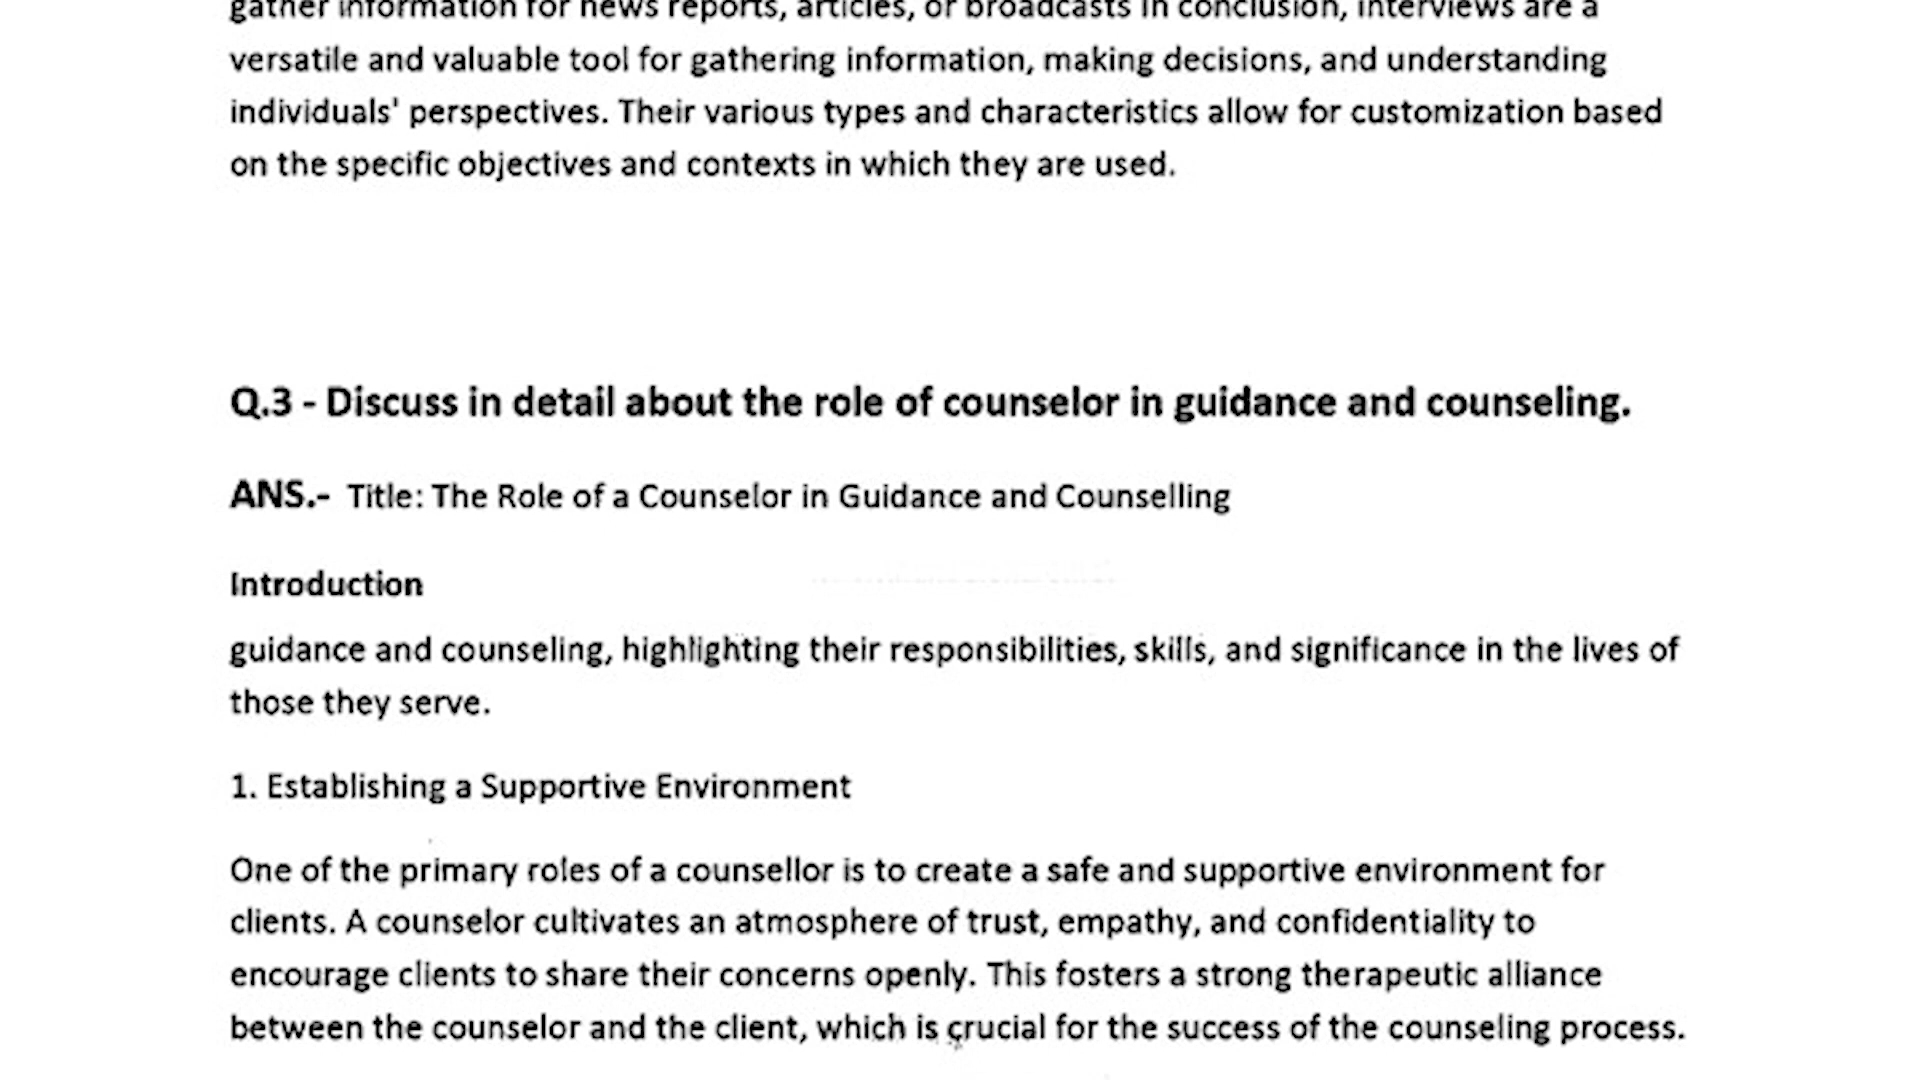 gather information for news reports, articles, or broadcasts In conclusion, interviews are a
versatile and valuable tool for gathering information, making decisions, and understanding
individuals' perspectives. Their various types and characteristics allow for customization based
on the specific objectives and contexts in which they are used.
Q.3 - Discuss in detail about the role of counselor in guidance and counseling.
ANS.- Title: The Role of a Counselor in Guidance and Counselling
Introduction
guidance and counseling, highlighting their responsibilities, skills, and significance in the lives of
those they serve.
1. Establishing a Supportive Environment
One of the primary roles of a counsellor is to create a safe and supportive environment for
clients. A counselor cultivates an atmosphere of trust, empathy, and confidentiality to
encourage clients to share their concerns openly. This fosters a strong therapeutic alliance
between the counselor and the client, which is crucial for the success of the counseling process.